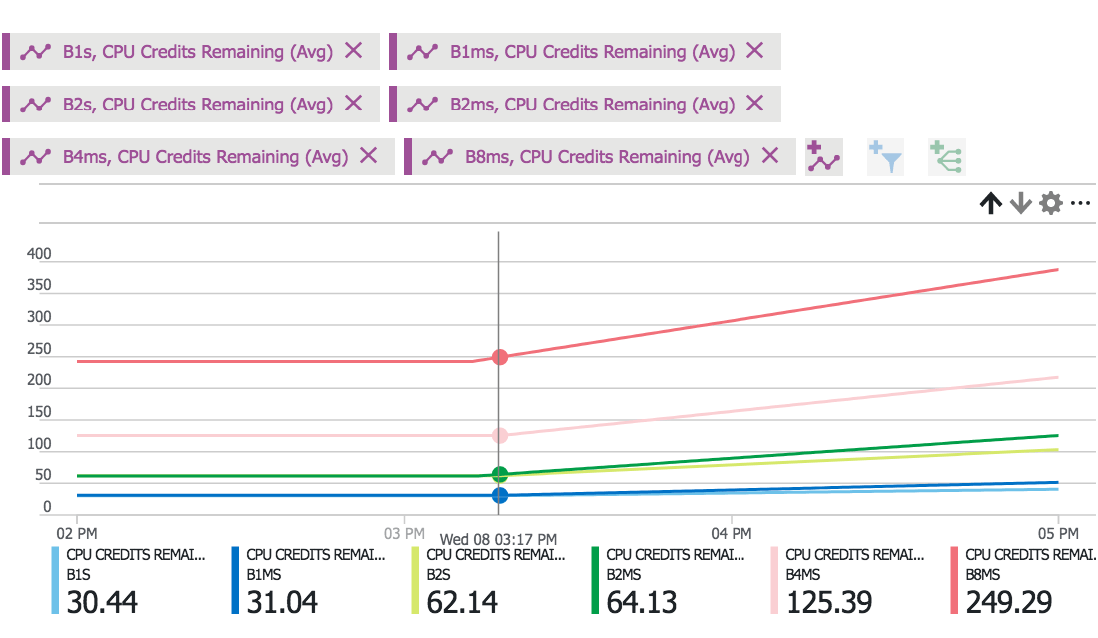 B1s, CPU Credits Remaining (Avg) B1ms, CPU Credits Remaining (Avg)
B2s, CPU Credits Remaining (Avg) B2ms, CPU Credits Remaining (Avg)
B4ms, CPU Credits Remaining (Avg) B8ms, CPU Credits Remaining (Avg)
400
350
300
250
200
150
100
50
0
02 PM 03 PM Wed 08 03:17 PM 04 PM 05 PM
CPU CREDITS REMAI... CPU CREDITS REMAI... CPU CREDITS REMAI... CPU CREDITS REMAI... CPU CREDITS REMAI... CPU CREDITS REMAI...
B1S B1MS B2S B2MS B4MS B8MS
30.44 31.04 62.14 64.13 125.39 249.29